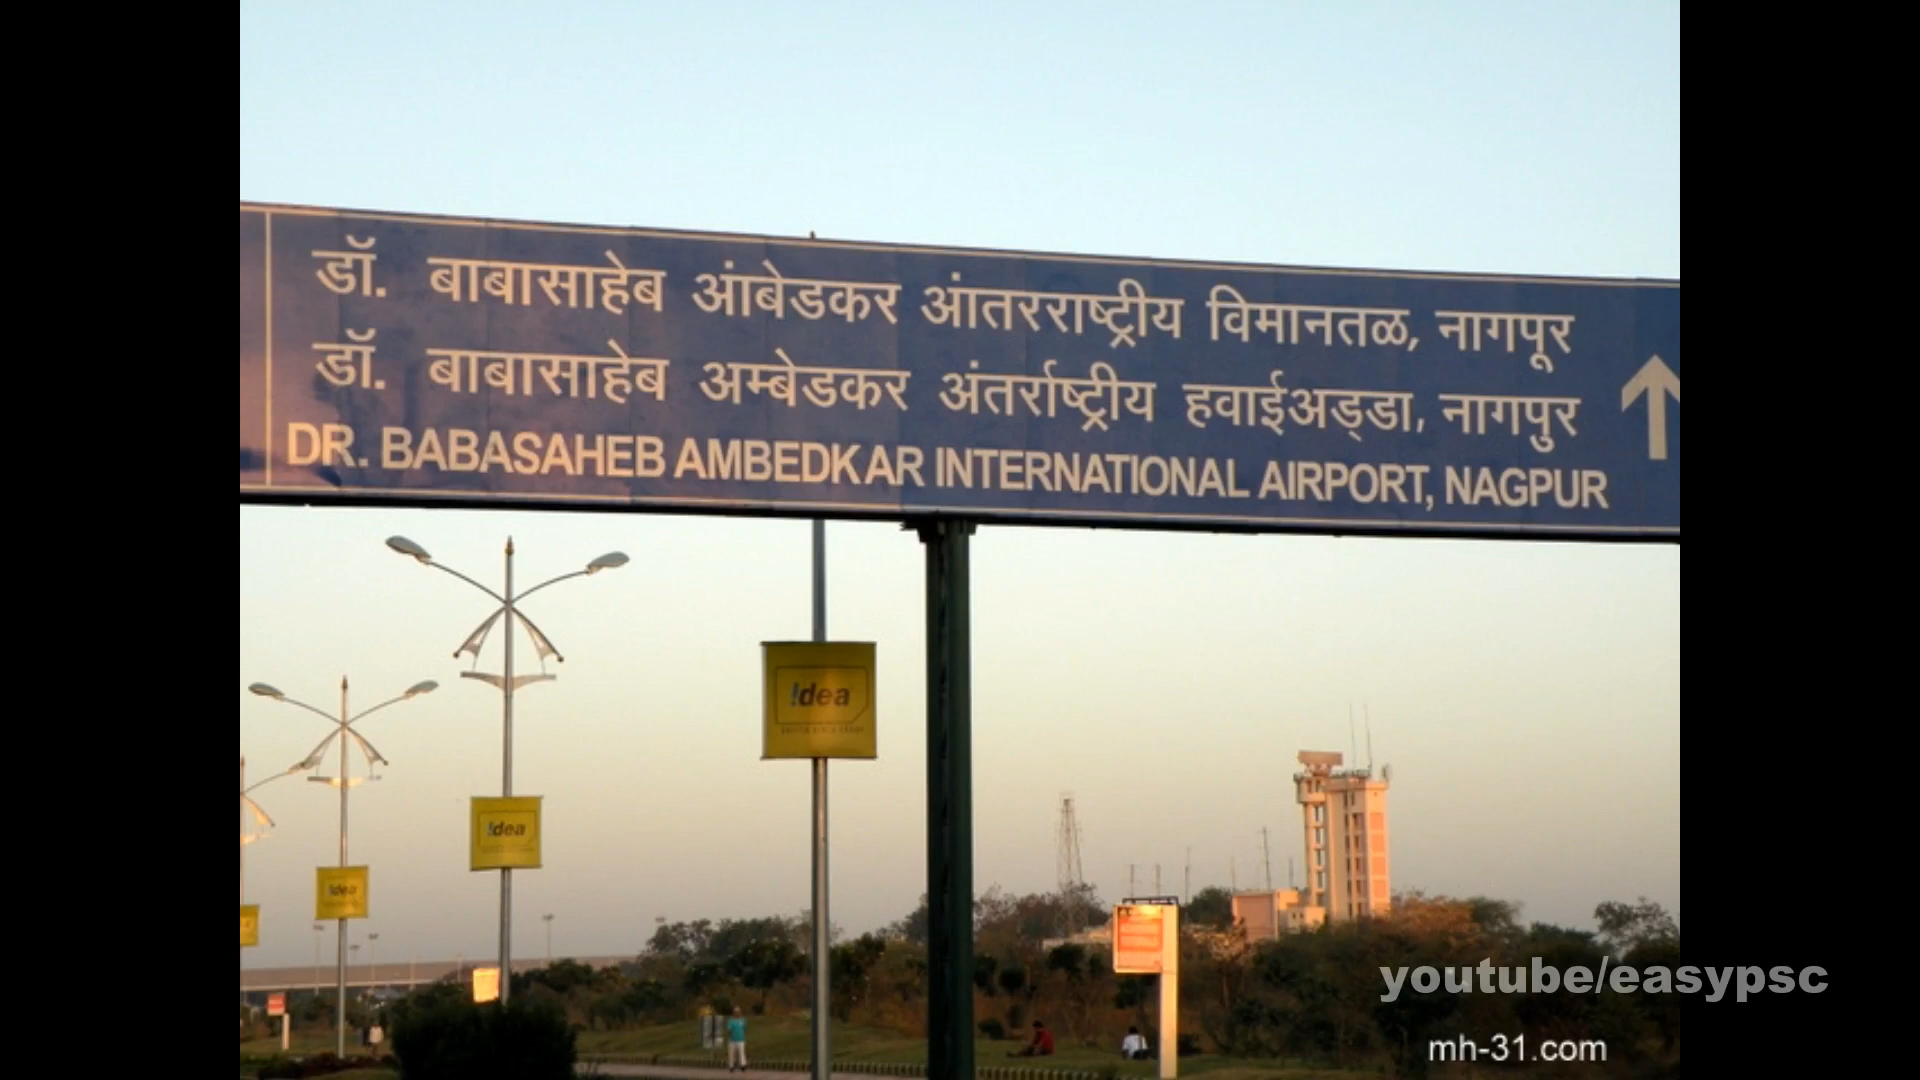 डॉ. बाबासाहेब आंबेडकर आंतरराष्ट्रीय विमानतळ, नागपूर
डॉ. बाबासाहेब अम्बेडकर अंतर्राष्ट्रीय हवाईअड्डा, नागपुर
DR. BABASAHEB AMBEDKAR INTERNATIONAL AIRPORT, NAGPUR
!dea
!dea
!dea
youtube/easypsc
mh-31.com